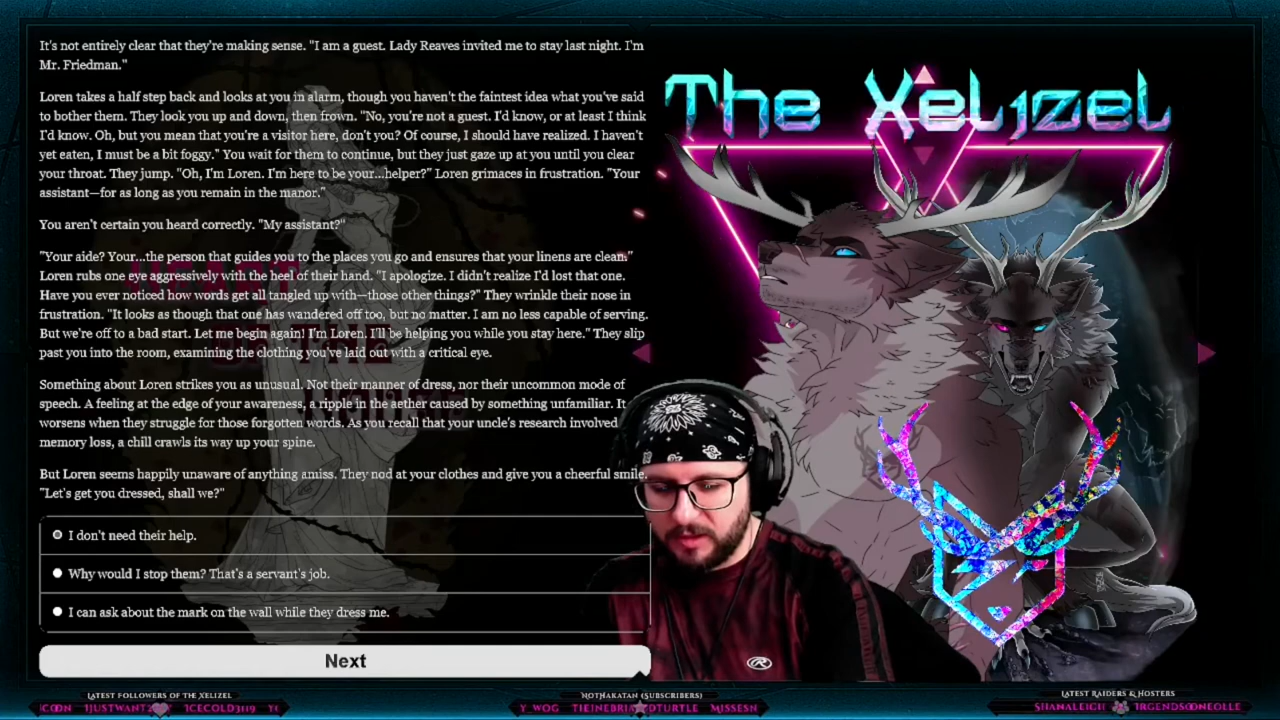 It's not entirely clear that they're making sense. "I am a guest. Lady Reaves invited me to stay last night. I'm
Mr. Friedman."
Loren takes a half step back and looks at you in alarm, though you haven't the faintest idea what you've said
to bother them. They look you up and down, then frown. "No, you're not a guest. I'd know, or at least I think
I'd know. Oh, but you mean that you're a visitor here, don't you? Of course, I should have realized. I haven't
yet eaten, I must be a bit foggy." You wait for them to continue, but they just gaze up at you until you clear
your throat. They jump. "Oh, I'm Loren. I'm here to be your...helper?" Loren grimaces in frustration. "Your
assistant—for as long as you remain in the manor."
You aren't certain you heard correctly. "My assistant?"
"Your aide? Your...the person that guides you to the places you go and ensures that your linens are clean."
Loren rubs one eye aggressively with the heel of their hand. "I apologize. I didn't realize I'd lost that one.
Have you ever noticed how words get all tangled up with—those other things?" They wrinkle their nose in
frustration. "It looks as though that one has wandered off too, but no matter. I am no less capable of serving.
But we're off to a bad start. Let me begin again! I'm Loren. I'll be helping you while you stay here." They slip
past you into the room, examining the clothing you've laid out with a critical eye.
Something about Loren strikes you as unusual. Not their manner of dress, nor their uncommon mode of
speech. A feeling at the edge of your awareness, a ripple in the aether caused by something unfamiliar. It
worsens when they struggle for those forgotten words. As you recall that your uncle's research involved
memory loss, a chill crawls its way up your spine.
But Loren seems happily unaware of anything amiss. They nod at your clothes and give you a cheerful smile.
"Let's get you dressed, shall we?"
I don't need their help.
Why would I stop them? That's a servant's job.
I can ask about the mark on the wall while they dress me.
Next
The Xel1zel
Latest Followers of The Xelizel
1JUSTWANT
ICECOLD3119
NotHakatan (Subscribers)
Y_WOG
MISSESN
Latest Raiders & Hosters
SHANALEIGH